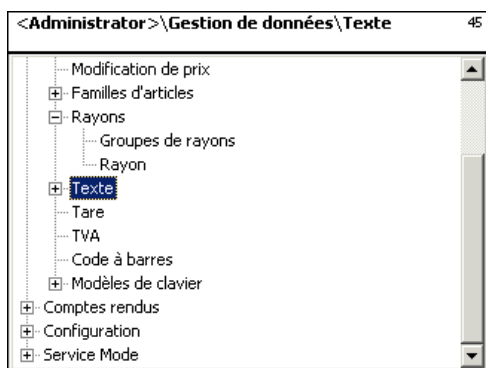 <Administrator>\Gestion de données\Texte 45
Modification de prix
Familles d'articles
Rayons
Groupes de rayons
Rayon
Texte
Tare
TVA
Code à barres
Modèles de clavier
Comptes rendus
Configuration
Service Mode